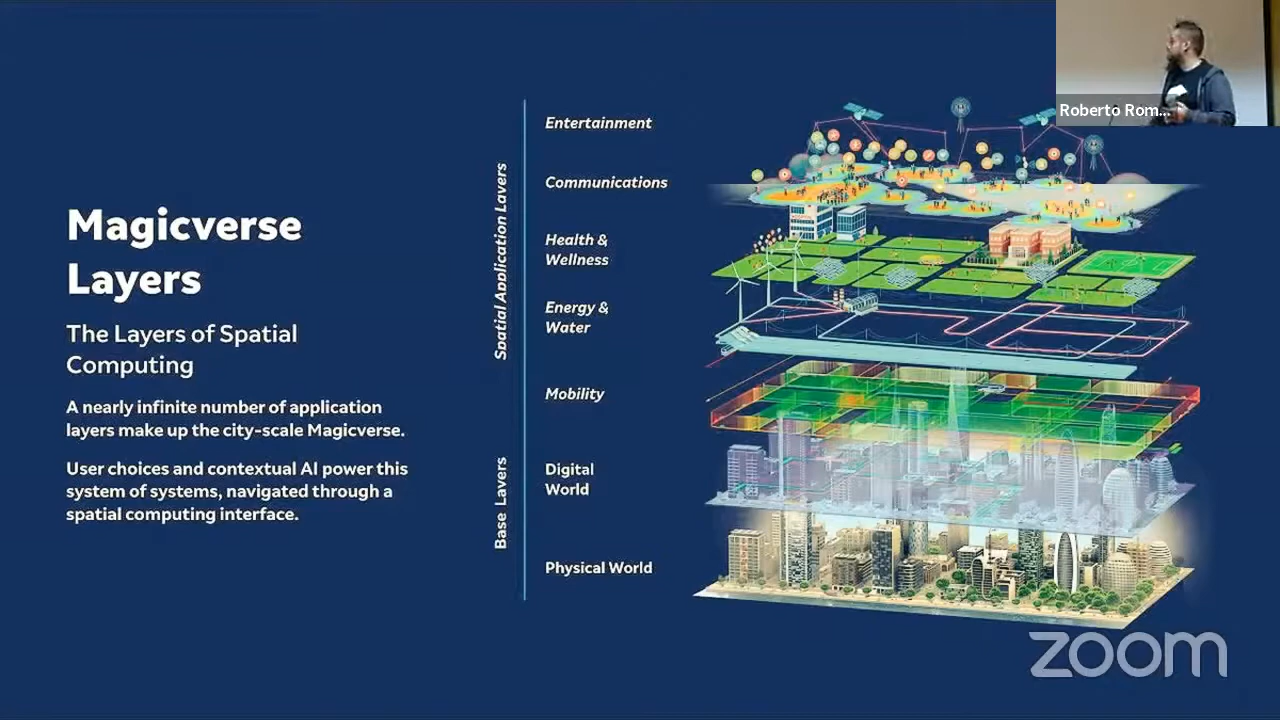 Magicverse
Layers
The Layers of Spatial
Computing
A nearly infinite number of application
layers make up the city-scale Magicverse.
User choices and contextual AI power this
system of systems, navigated through a
spatial computing interface.
Spatial Application Layers
Base Layers
Entertainment
Communications
Health &
Wellness
Energy &
Water
Mobility
Digital
World
Physical World
Roberto Rom...
HOSPITAL
zoom